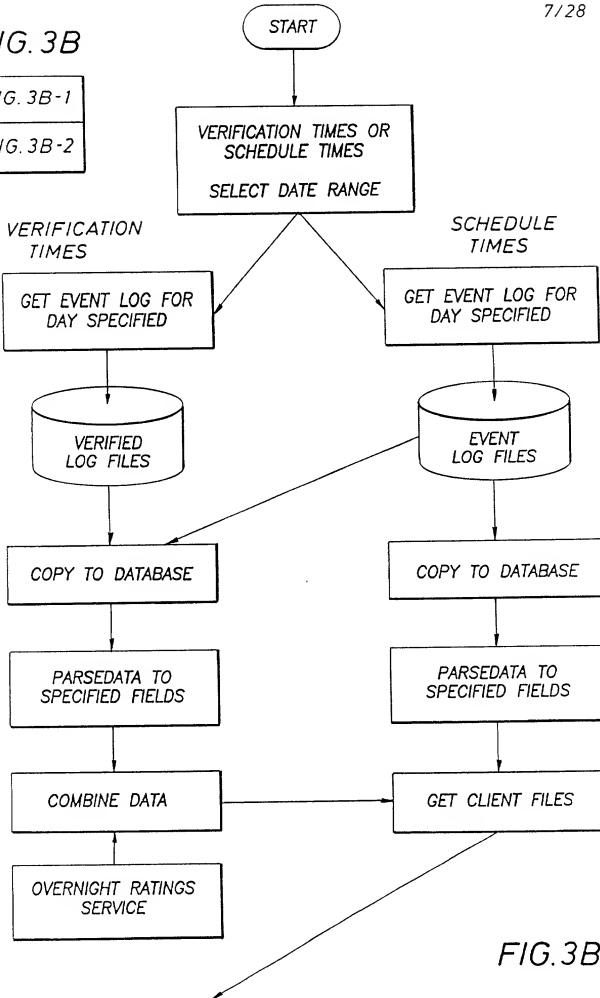 7/28
START
IG. 3B
IG. 3B-1
IG. 3B-2
VERIFICATION TIMES OR
SCHEDULE TIMES
SELECT DATE RANGE
VERIFICATION
TIMES
SCHEDULE
TIMES
GET EVENT LOG FOR
DAY SPECIFIED
GET EVENT LOG FOR
DAY SPECIFIED
VERIFIED
LOG FILES
EVENT
LOG FILES
COPY TO DATABASE
COPY TO DATABASE
PARSEDATA TO
SPECIFIED FIELDS
PARSEDATA TO
SPECIFIED FIELDS
COMBINE DATA
GET CLIENT FILES
OVERNIGHT RATINGS
SERVICE
FIG.3B